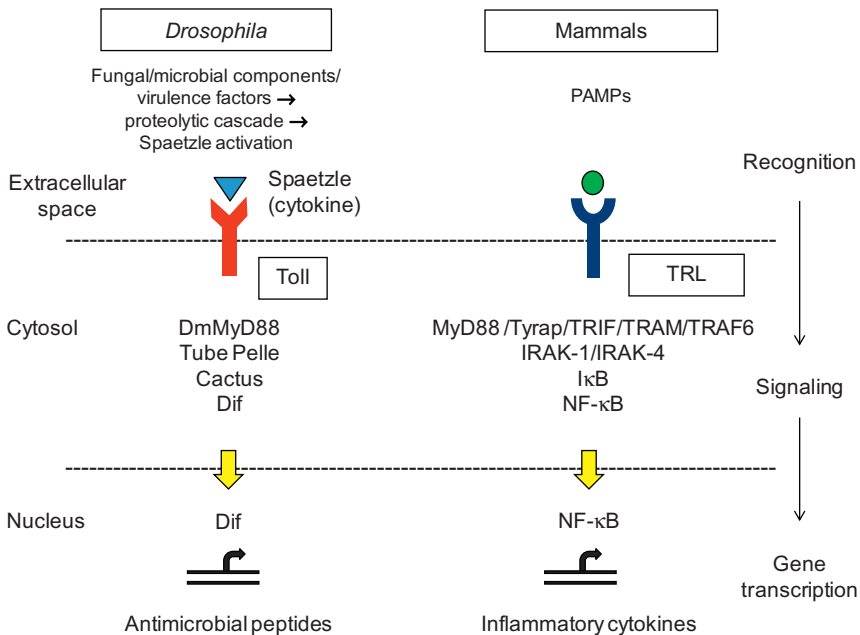 Drosophila
Mammals
Fungal/microbial components/
virulence factors →
proteolytic cascade →
Spaetzle activation
PAMPs
Recognition
Extracellular
space
Spaetzle
(cytokine)
Toll
TRL
Cytosol
DmMyD88
Tube Pelle
Cactus
Dif
MyD88 /Tyrap/TRIF/TRAM/TRAF6
IRAK-1/IRAK-4
IκB
NF-κB
Signaling
Nucleus
Dif
NF-κB
Gene
transcription
Antimicrobial peptides
Inflammatory cytokines